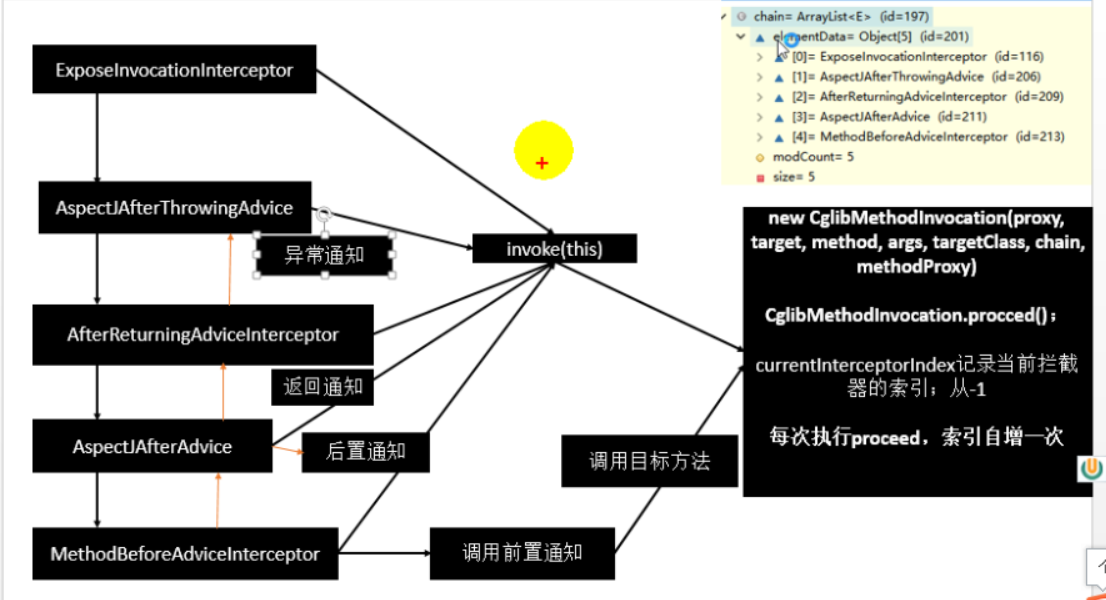 chain= ArrayList<E> (id=197)
elementData= Object[5] (id=201)
[0]= ExposeInvocationInterceptor (id=116)
[1]= AspectJAfterThrowingAdvice (id=206)
[2]= AfterReturningAdviceInterceptor (id=209)
[3]= AspectJAfterAdvice (id=211)
[4]= MethodBeforeAdviceInterceptor (id=213)
modCount= 5
size= 5
ExposeInvocationInterceptor
AspectJAfterThrowingAdvice
异常通知
invoke(this)
AfterReturningAdviceInterceptor
返回通知
AspectJAfterAdvice
后置通知
MethodBeforeAdviceInterceptor
调用前置通知
调用目标方法
new CglibMethodInvocation(proxy,
target, method, args, targetClass, chain,
methodProxy)
CglibMethodInvocation.procced();
currentInterceptorIndex记录当前拦截
器的索引；从-1
每次执行proceed，索引自增一次